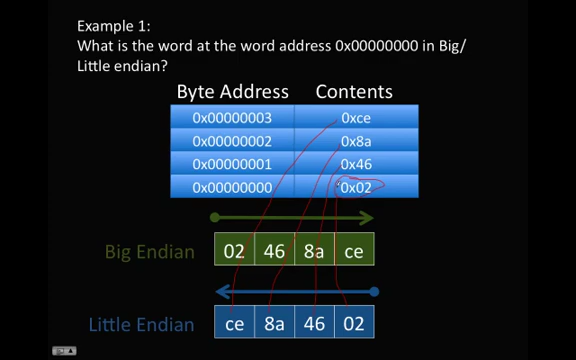 Example 1:
What is the word at the word address 0x00000000 in Big/
Little endian?
Byte Address Contents
0x00000003 0xce
0x00000002 0x8a
0x00000001 0x46
0x00000000 0x02
Big Endian 02 46 8a ce
Little Endian ce 8a 46 02